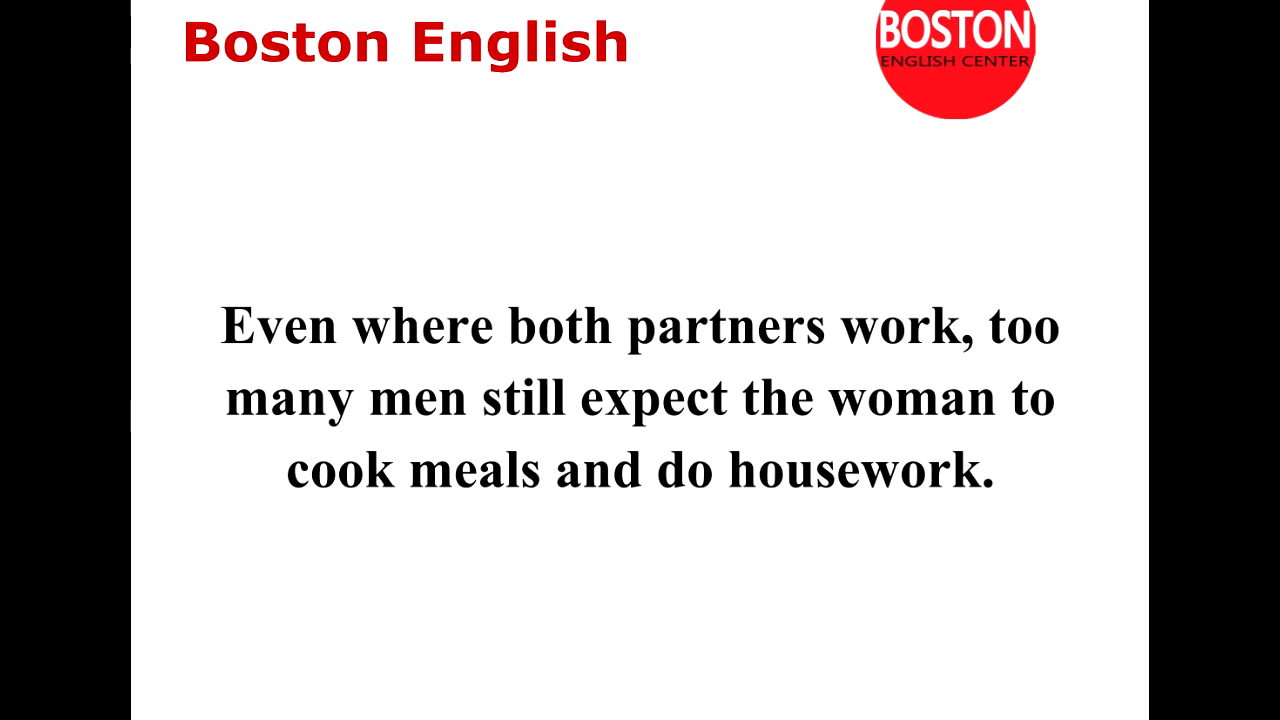 Boston English
BOSTON
ENGLISH CENTER
Even where both partners work, too
many men still expect the woman to
cook meals and do housework.